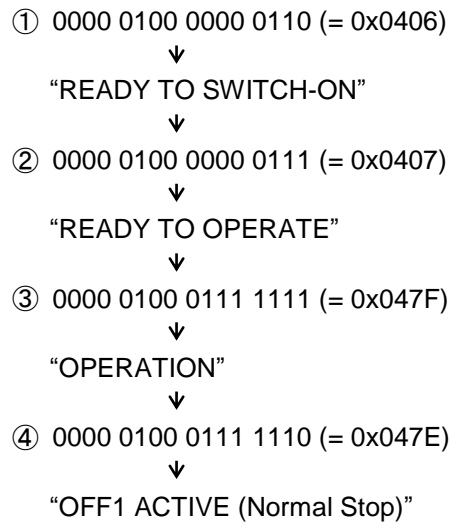 ① 0000 0100 0000 0110 (= 0x0406)
“READY TO SWITCH-ON”
② 0000 0100 0000 0111 (= 0x0407)
“READY TO OPERATE”
③ 0000 0100 0111 1111 (= 0x047F)
“OPERATION”
④ 0000 0100 0111 1110 (= 0x047E)
“OFF1 ACTIVE (Normal Stop)”